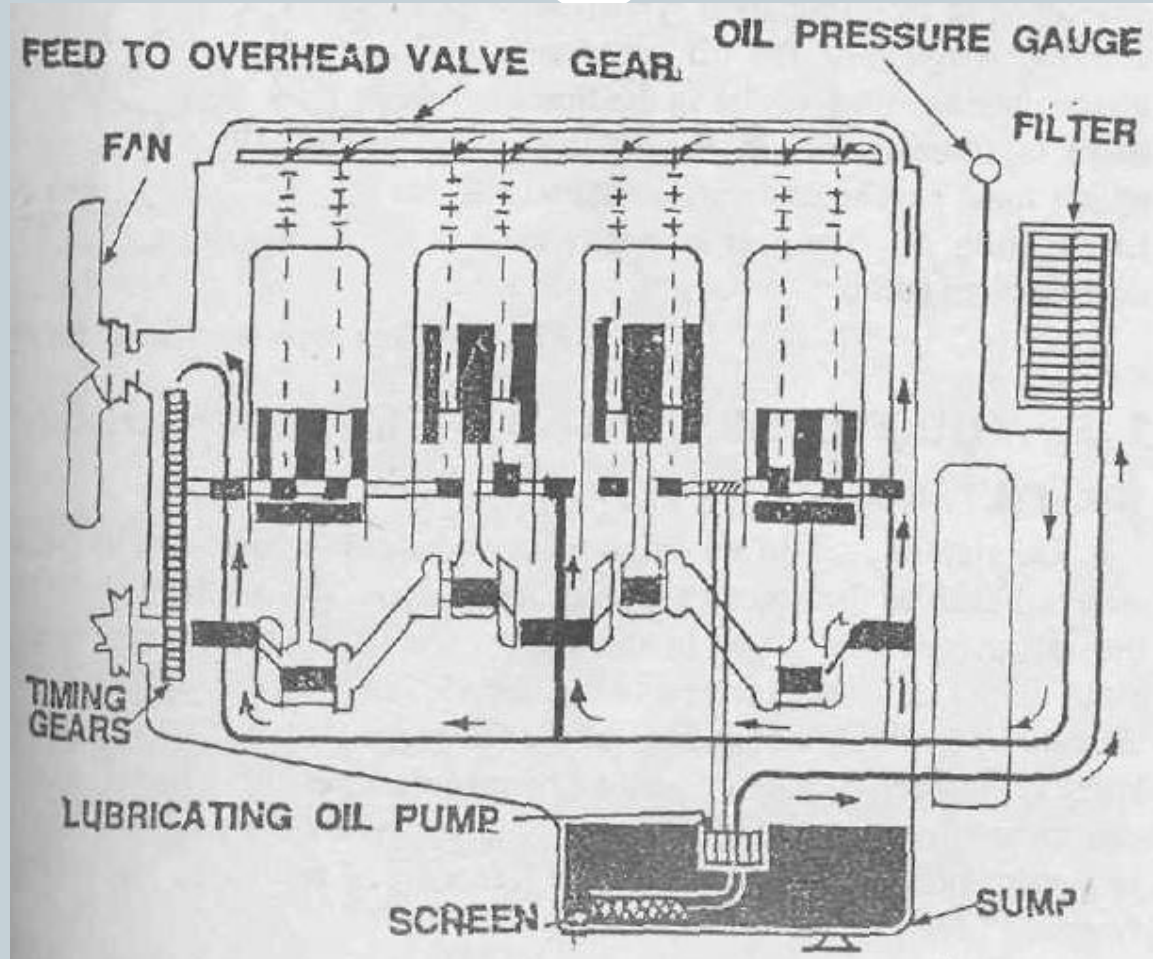 FEED TO OVERHEAD VALVE GEAR
OIL PRESSURE GAUGE
FAN
FILTER
TIMING
GEARS
LUBRICATING OIL PUMP
SCREEN
SUMP